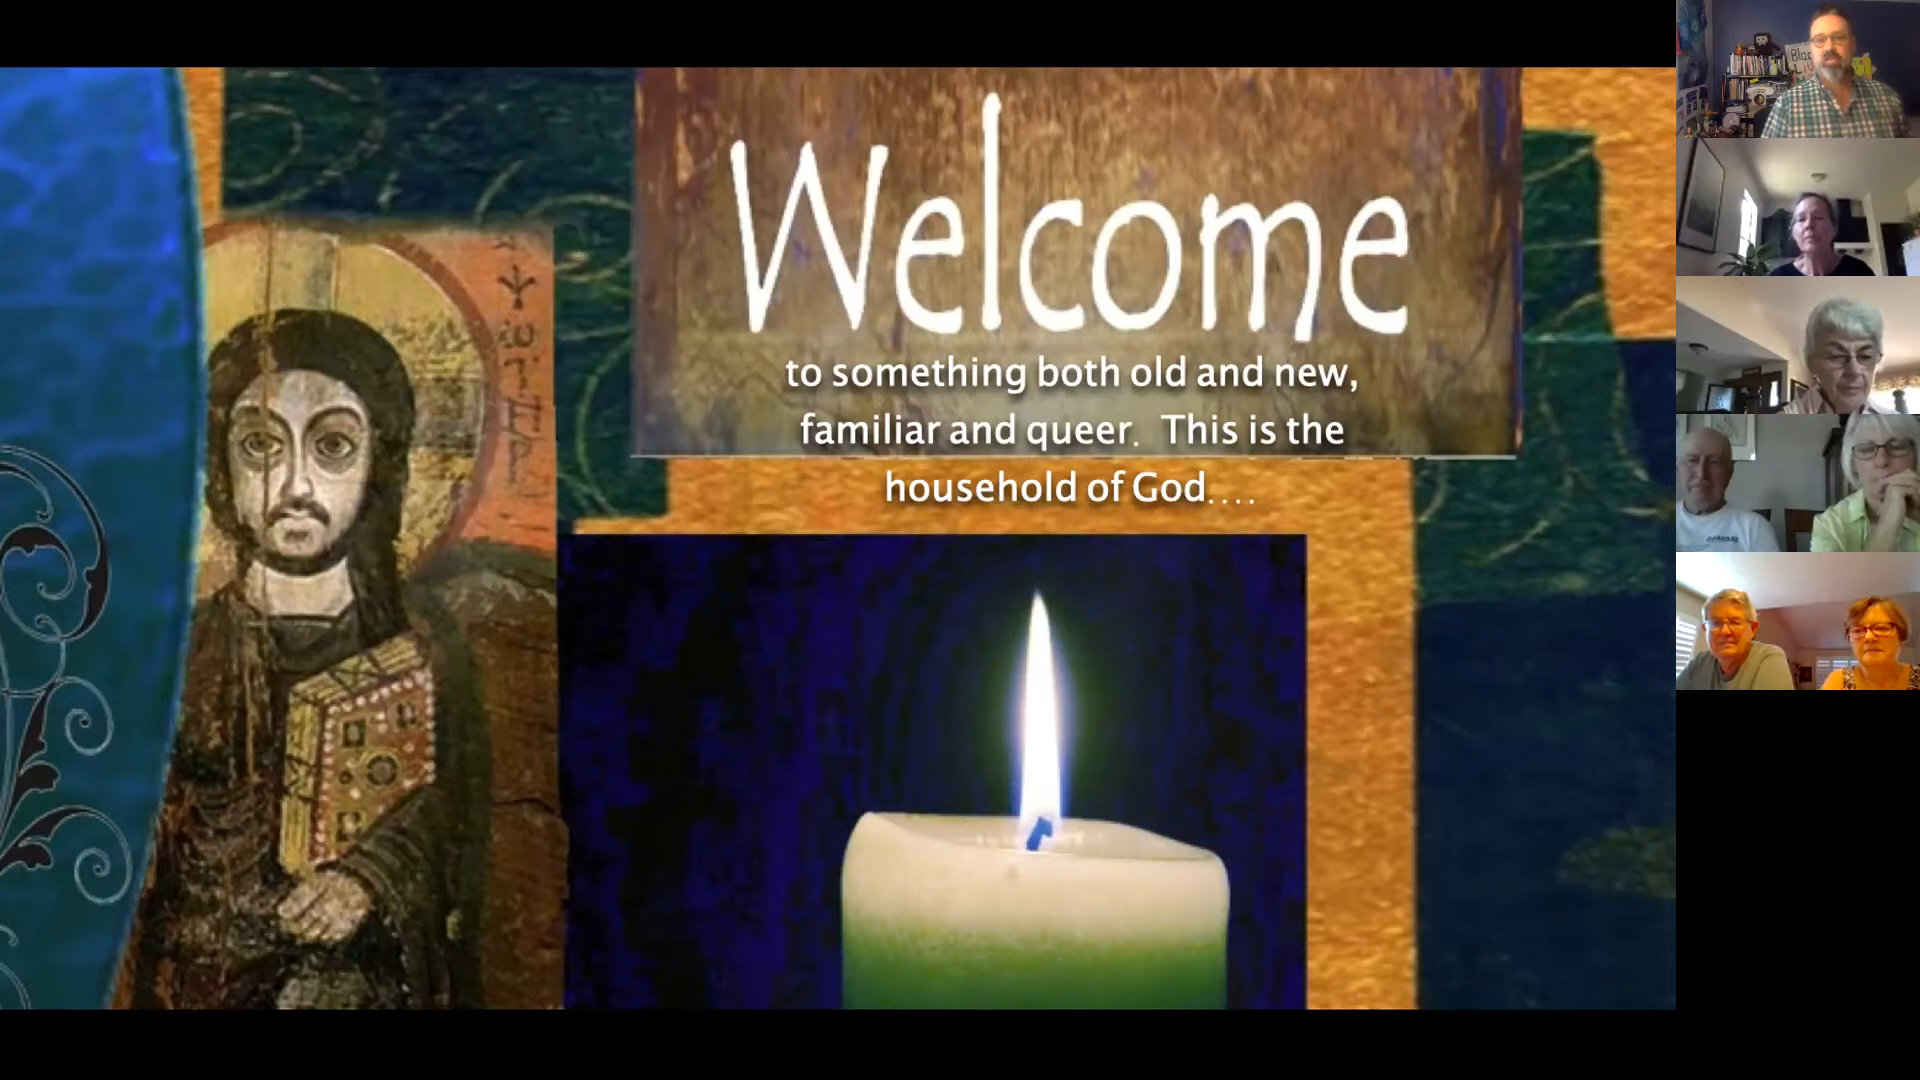 Welcome
to something both old and new,
familiar and queer. This is the
household of God....